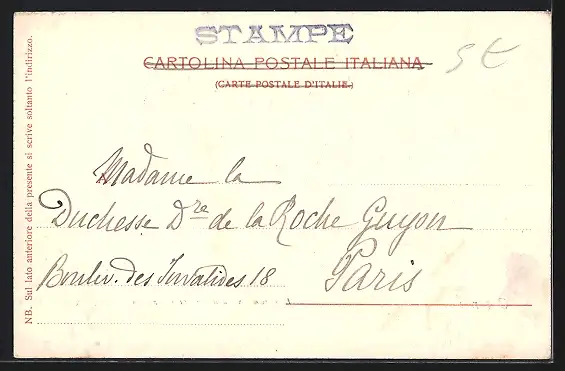 STAMPE
CARTOLINA POSTALE ITALIANA
(CARTE POSTALE D'ITALIE.)
5 €
NB. Sul lato anteriore della presente si scrive soltanto l'indirizzo.
Madame la
Duchesse Dre de la Roche Guyon
Boulev. des Invalides 18 Paris